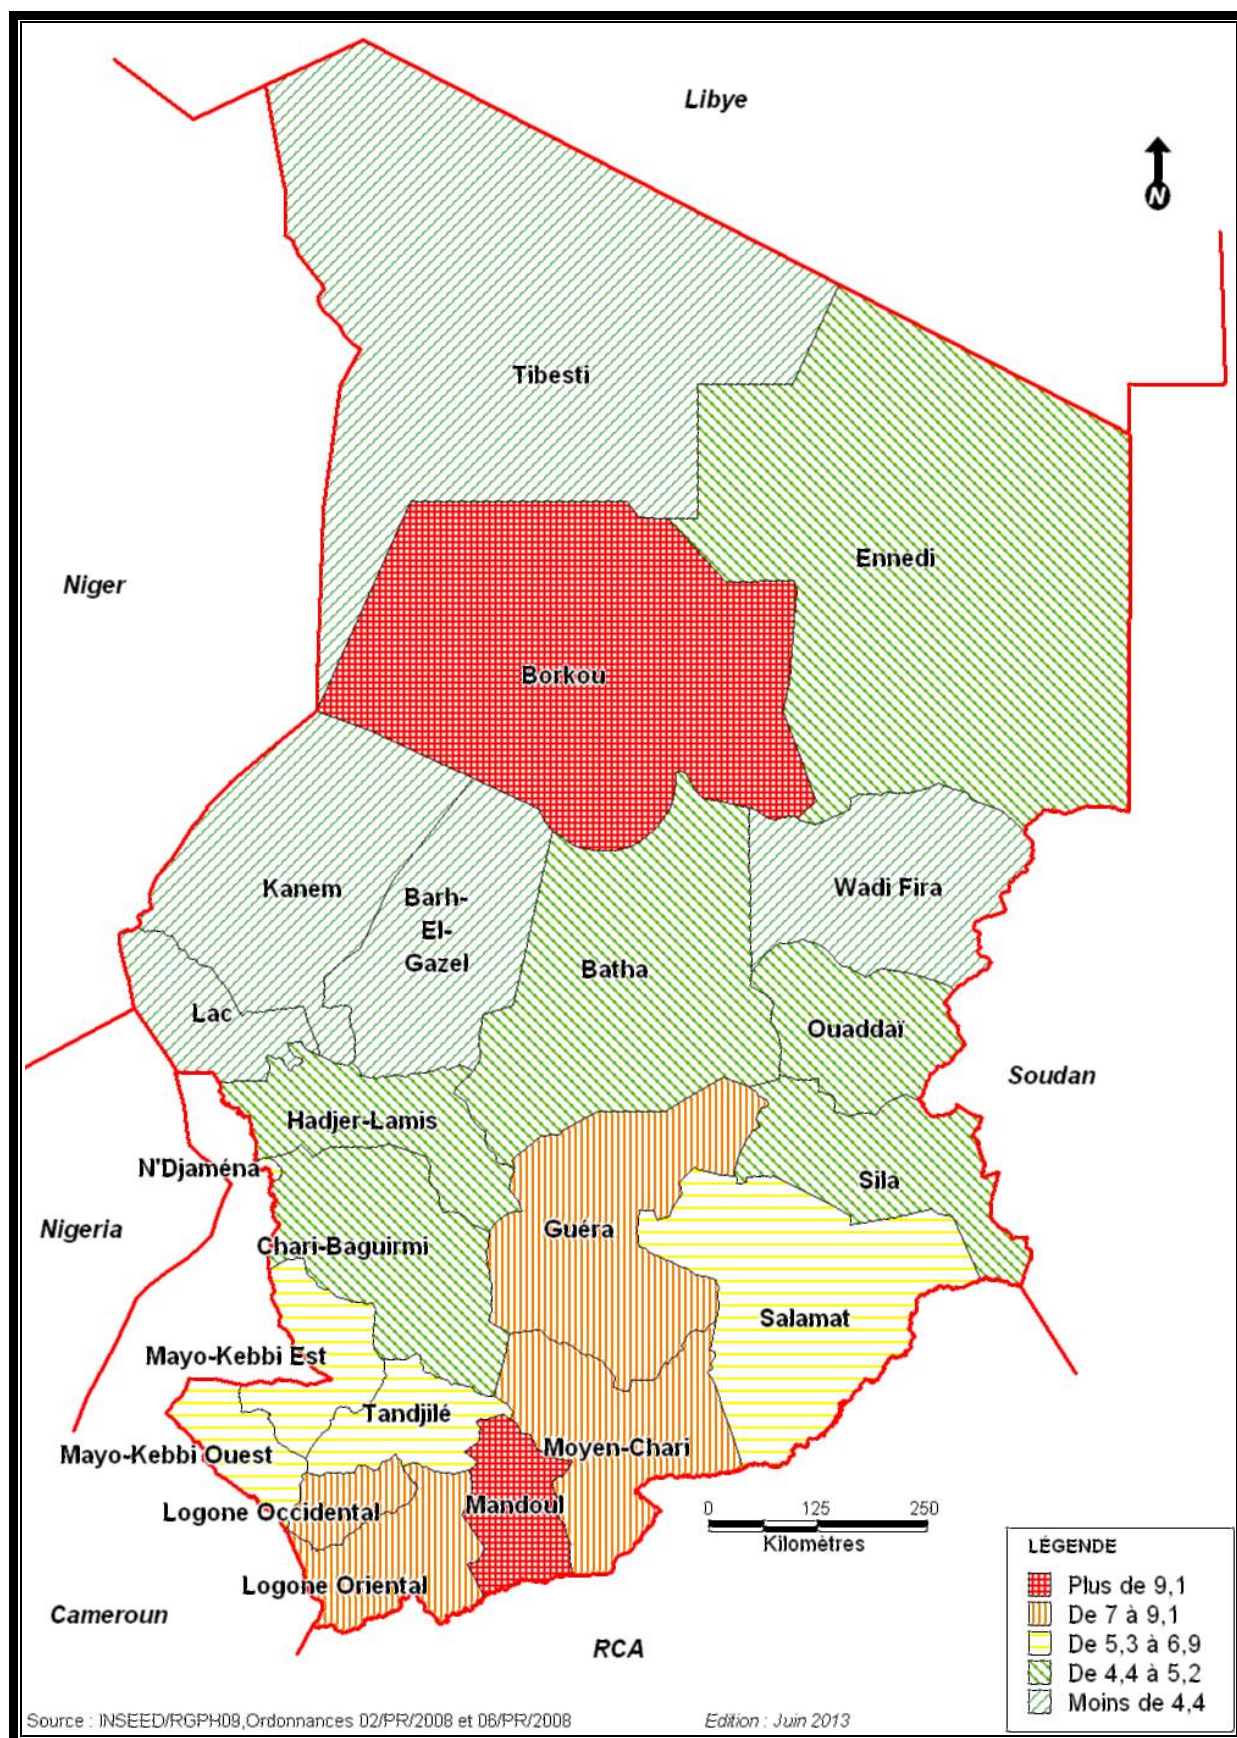 Libye
N
Tibesti
Ennedi
Niger
Borkou
Kanem
Barh-
El-
Gazel
Wadi Fira
Batha
Lac
Ouaddaï
Soudan
Hadjer-Lamis
N'Djaména
Sila
Nigeria
Guéra
Chari-Baguirmi
Salamat
Mayo-Kebbi Est
Tandjilé
Mayo-Kebbi Ouest
Moyen-Chari
Logone Occidental
Mandoul
0 125 250
Kilomètres
Logone Oriental
Cameroun
RCA
LÉGENDE
Plus de 9,1
De 7 à 9,1
De 5,3 à 6,9
De 4,4 à 5,2
Moins de 4,4
Source : INSEED/RGPH09,Ordonnances 02/PR/2008 et 06/PR/2008
Edition : Juin 2013